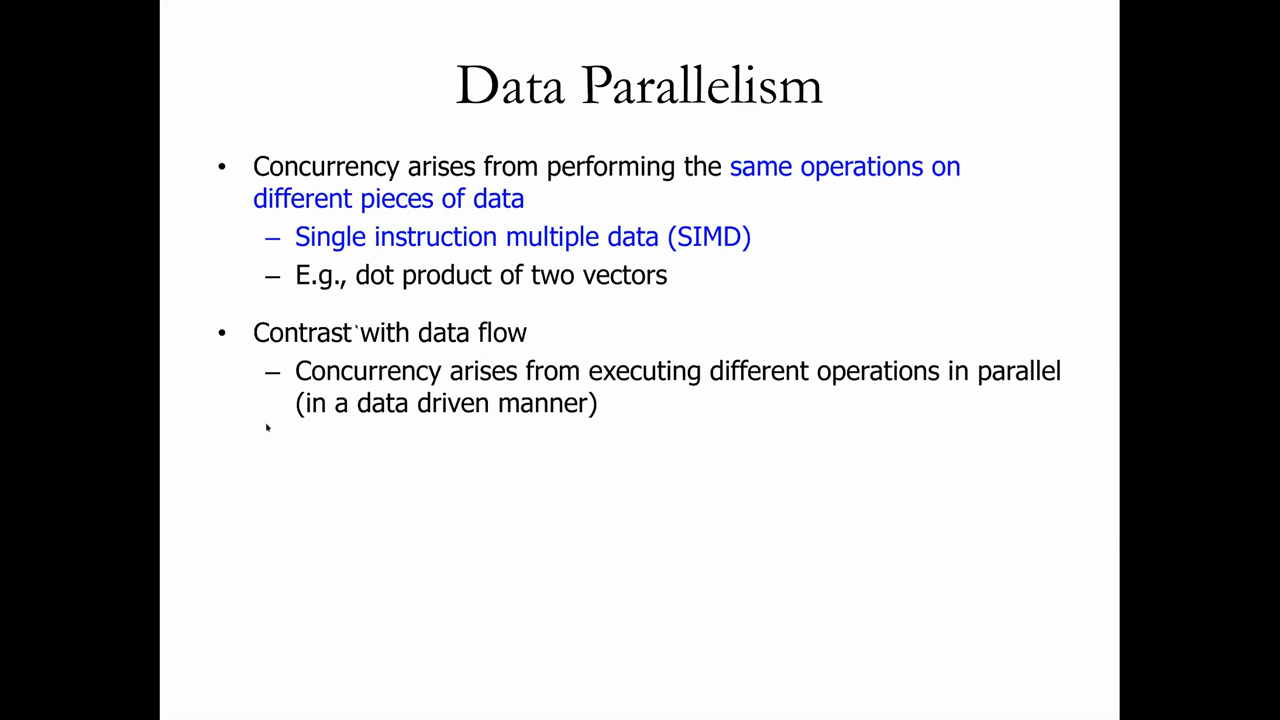 Data Parallelism
• Concurrency arises from performing the same operations on
different pieces of data
– Single instruction multiple data (SIMD)
– E.g., dot product of two vectors
• Contrast with data flow
– Concurrency arises from executing different operations in parallel
(in a data driven manner)